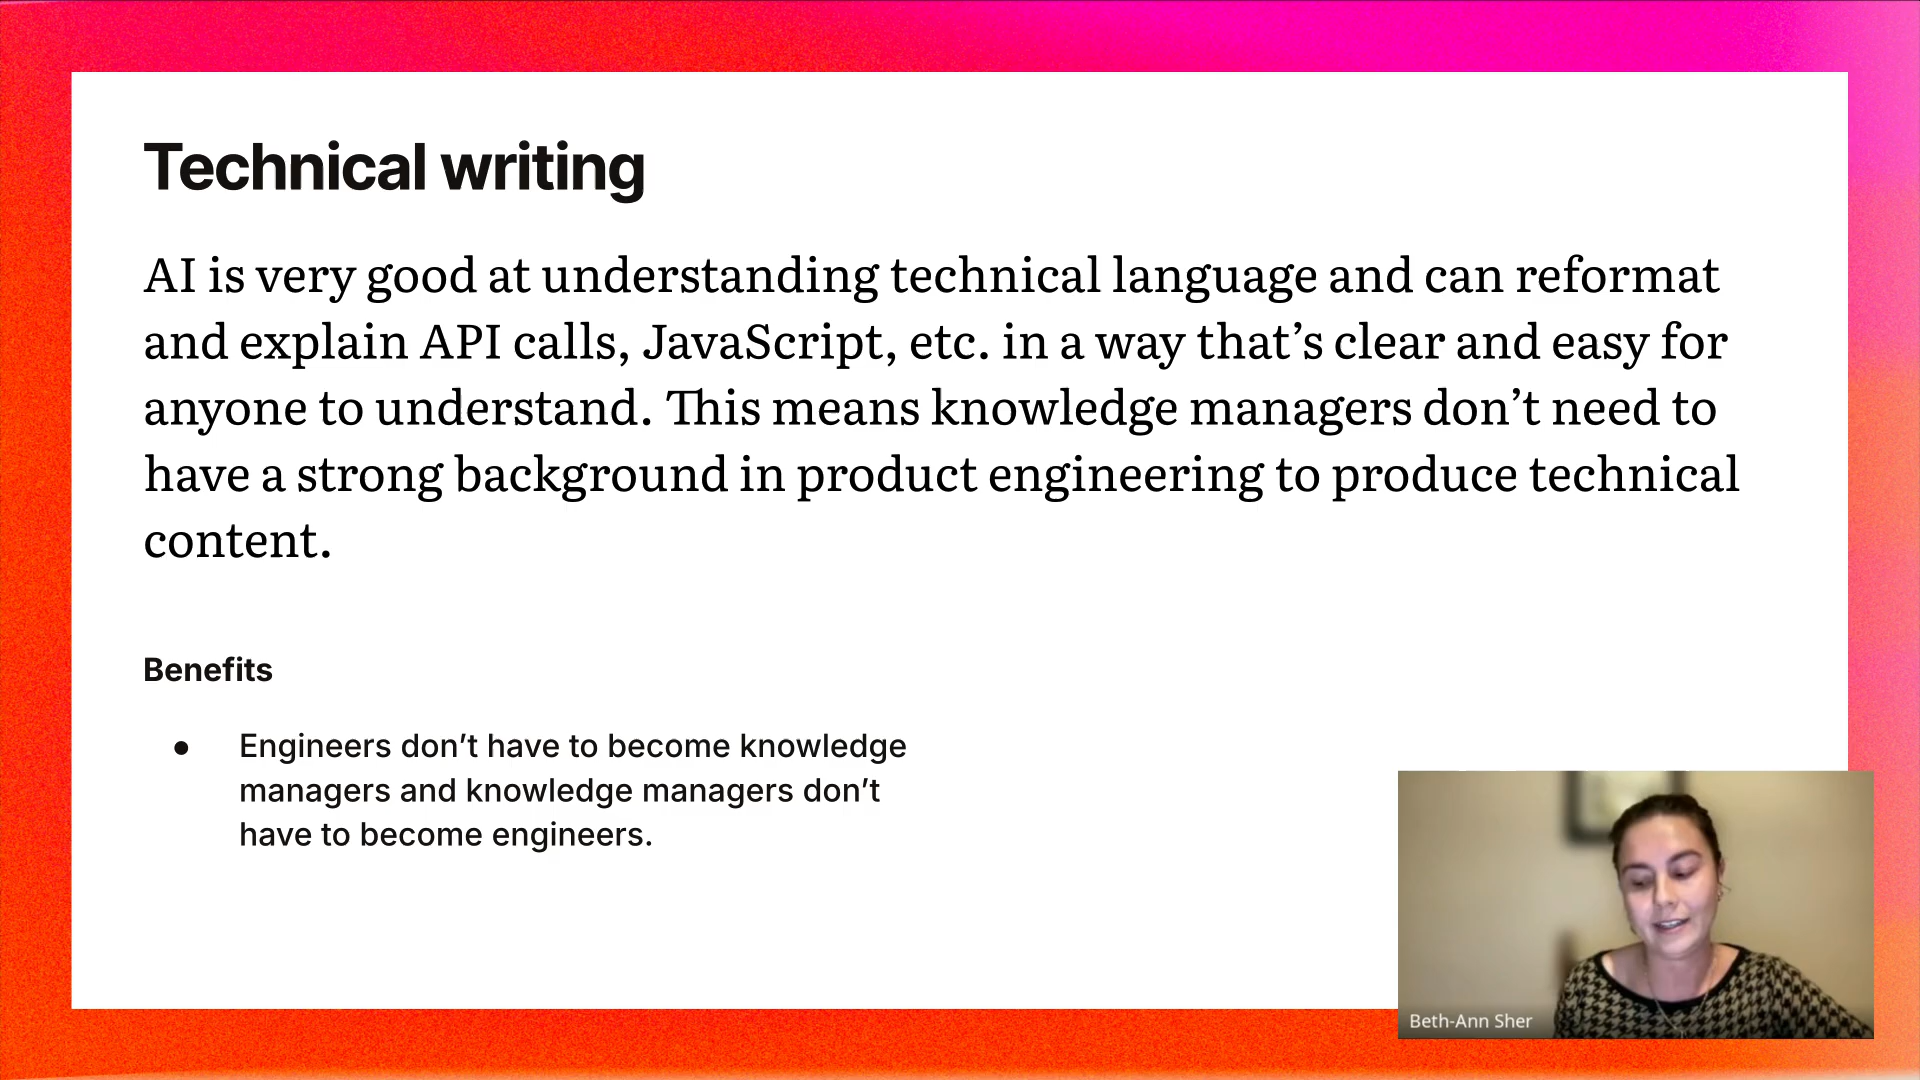 Technical writing
AI is very good at understanding technical language and can reformat
and explain API calls, JavaScript, etc. in a way that’s clear and easy for
anyone to understand. This means knowledge managers don’t need to
have a strong background in product engineering to produce technical
content.
Benefits
● Engineers don’t have to become knowledge
managers and knowledge managers don’t
have to become engineers.
Beth-Ann Sher